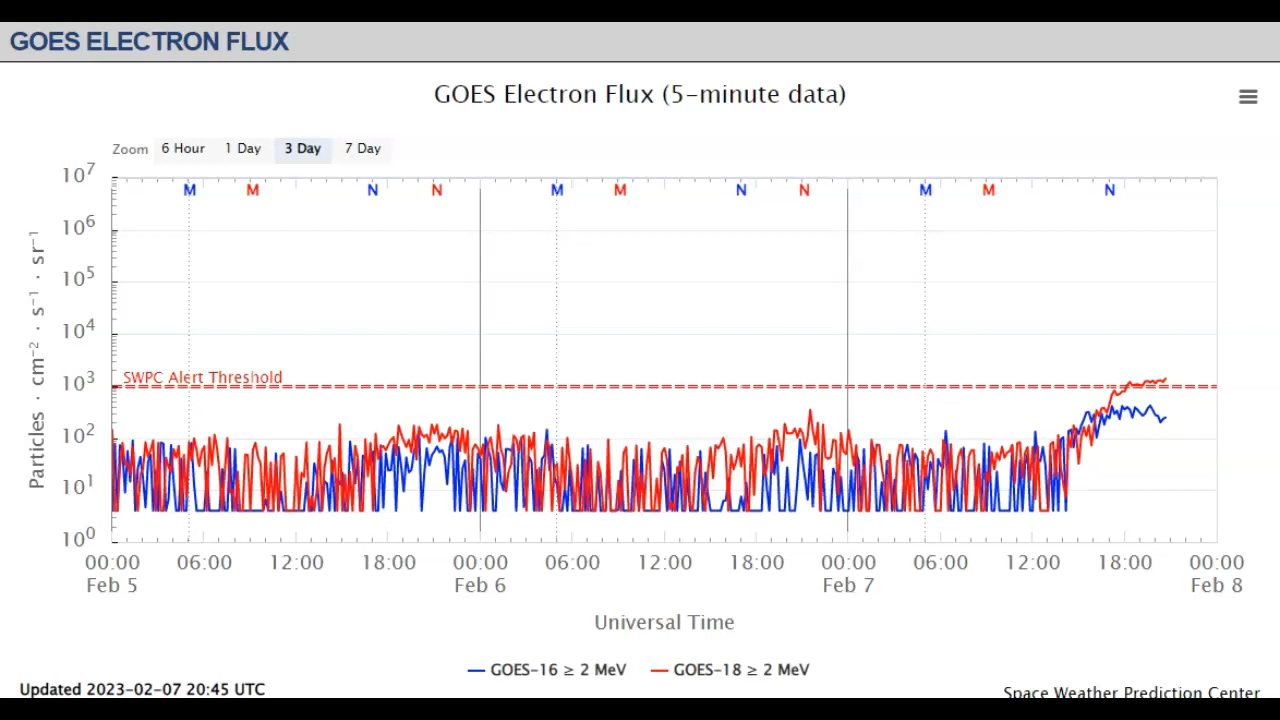 GOES ELECTRON FLUX
GOES Electron Flux (5-minute data)
Zoom 6 Hour 1 Day 3 Day 7 Day
10⁷
M M N N M M N N M M N
10⁶
10⁵
10⁴
10³
SWPC Alert Threshold
10²
10¹
10⁰
Particles · cm⁻² · s⁻¹ · sr⁻¹
00:00 06:00 12:00 18:00 00:00 06:00 12:00 18:00 00:00 06:00 12:00 18:00 00:00
Feb 5 Feb 6 Feb 7 Feb 8
Universal Time
GOES-16 ≥ 2 MeV GOES-18 ≥ 2 MeV
Updated 2023-02-07 20:45 UTC
Space Weather Prediction Center